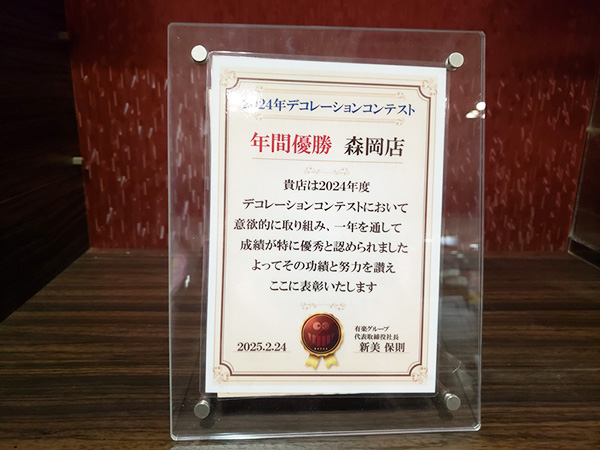 2024年デコレーションコンテスト
年間優勝 森岡店
貴店は2024年度
デコレーションコンテストにおいて
意欲的に取り組み、一年を通して
成績が特に優秀と認められました
よってその功績と努力を讃え
ここに表彰いたします
有楽グループ
代表取締役社長
2025.2.24 新美 保則